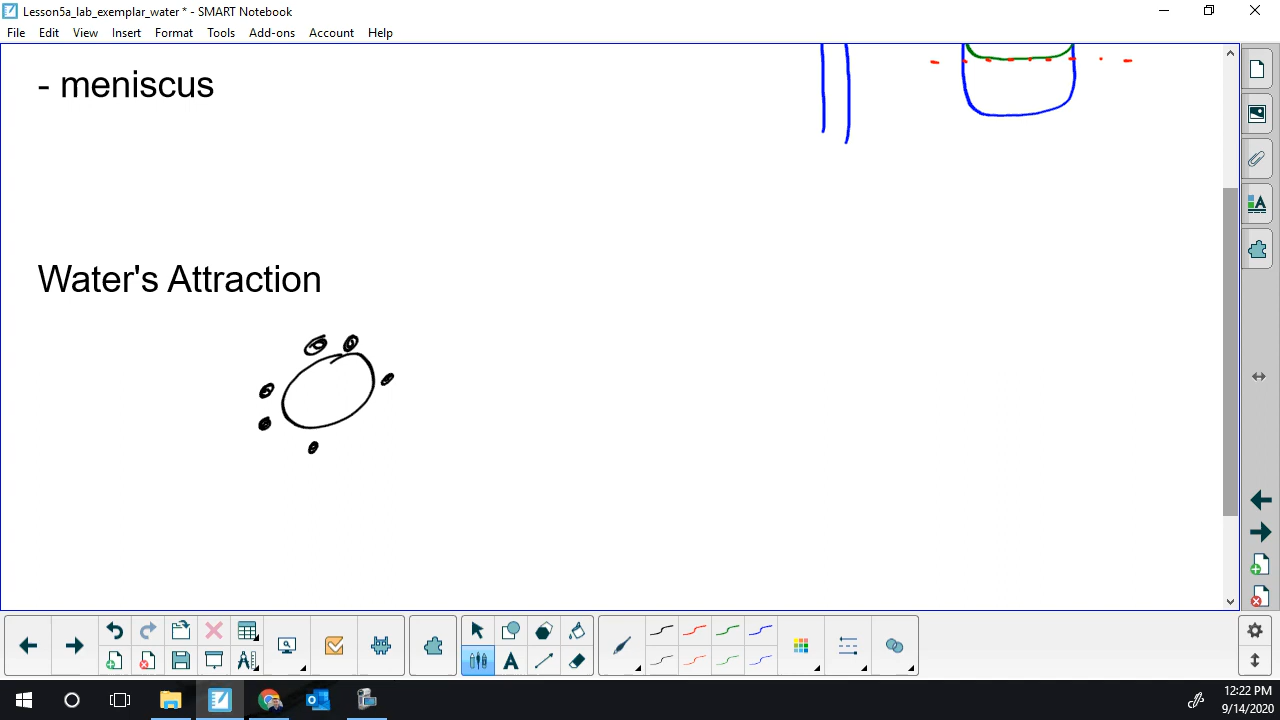 Lesson5a_lab_exemplar_water * - SMART Notebook
File Edit View Insert Format Tools Add-ons Account Help
- meniscus
Water's Attraction
12:22 PM
9/14/2020